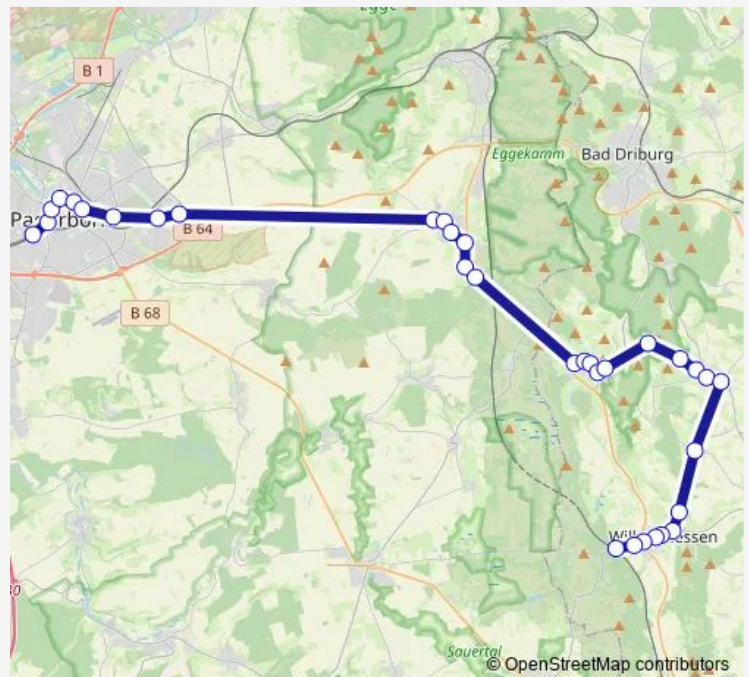 Egge
B 1
Eggekamm
Bad Driburg
B 64
B 68
Sauertal
© OpenStreetMap contributors